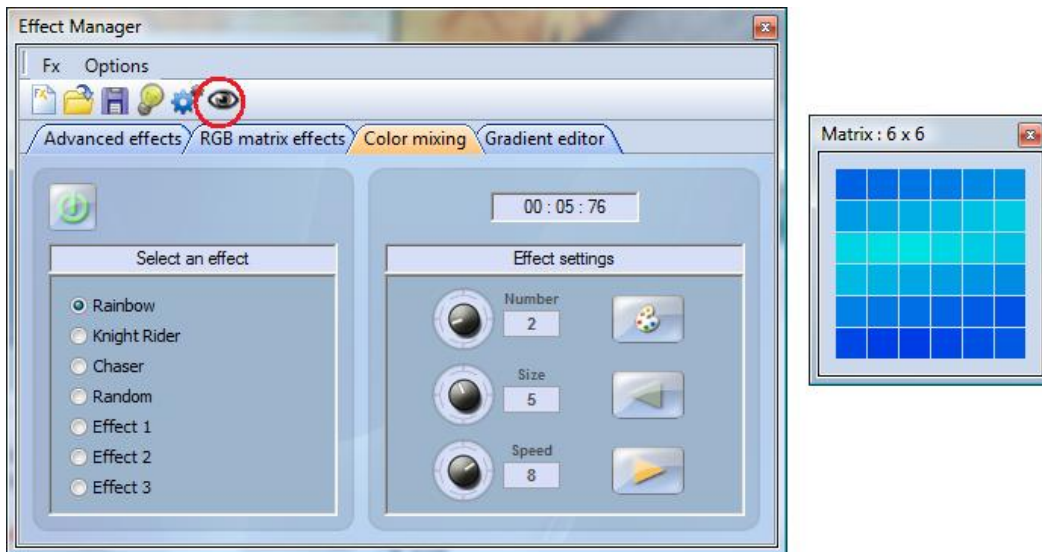 Effect Manager
Fx Options
Advanced effects RGB matrix effects Color mixing Gradient editor
00 : 05 : 76
Select an effect
Rainbow
Knight Rider
Chaser
Random
Effect 1
Effect 2
Effect 3
Effect settings
Number
2
Size
5
Speed
8
Matrix : 6 x 6